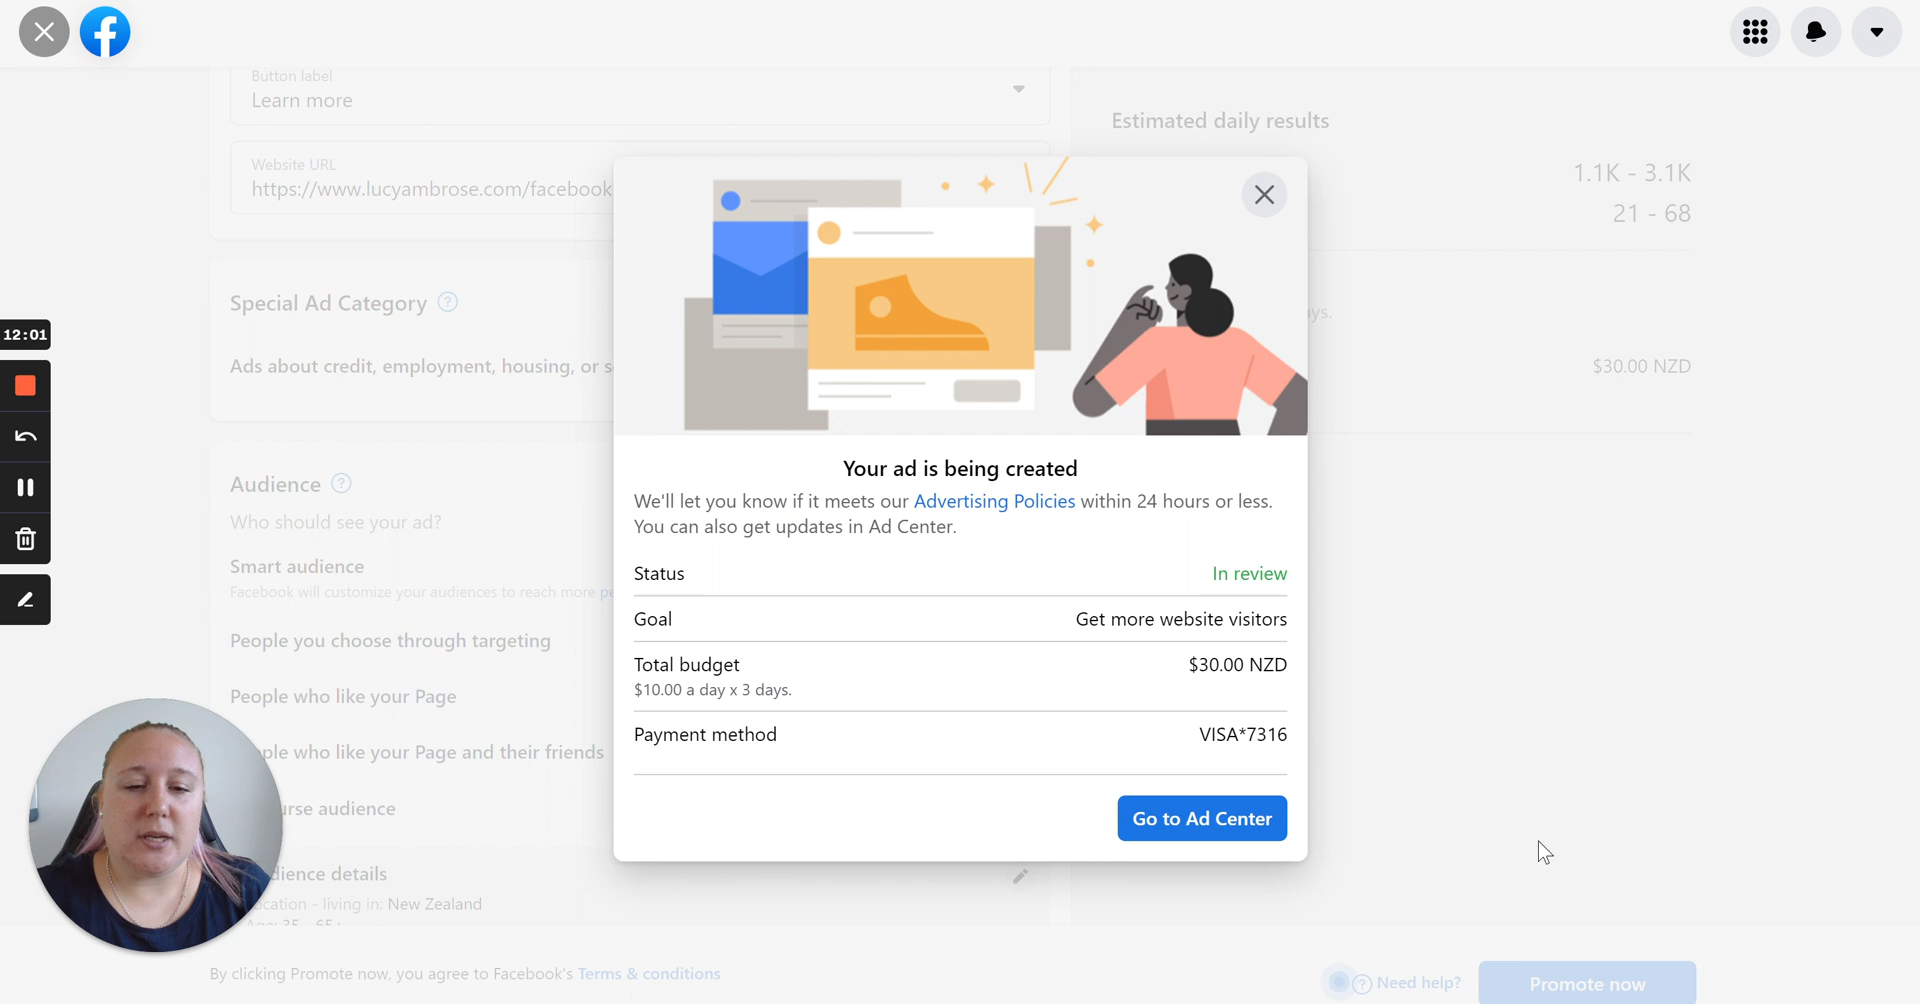 Button label
Learn more
Website URL
https://www.lucyambrose.com/facebook
Estimated daily results
1.1K - 3.1K
21 - 68
ys.
$30.00 NZD
Special Ad Category
Ads about credit, employment, housing, or s
12:01
Audience
Who should see your ad?
Smart audience
Facebook will customize your audiences to reach more pe
People you choose through targeting
People who like your Page
ple who like your Page and their friends
urse audience
dience details
ocation - living in: New Zealand
Your ad is being created
We'll let you know if it meets our Advertising Policies within 24 hours or less.
You can also get updates in Ad Center.
Status In review
Goal Get more website visitors
Total budget $30.00 NZD
$10.00 a day x 3 days.
Payment method VISA*7316
Go to Ad Center
By clicking Promote now, you agree to Facebook's Terms & conditions
Need help?
Promote now